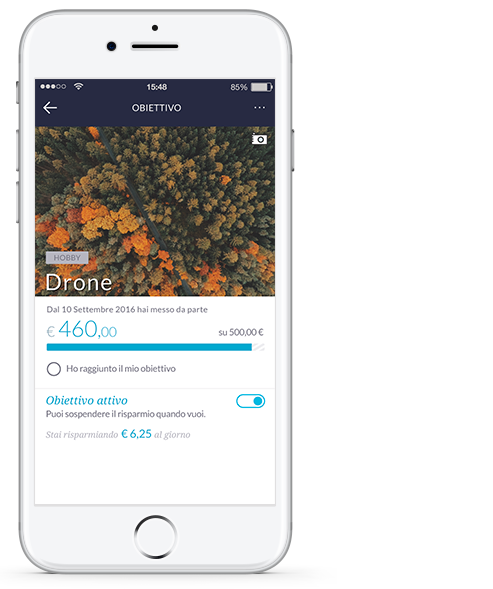 15:48
85%
OBIETTIVO
HOBBY
Drone
Dal 10 Settembre 2016 hai messo da parte
€ 460,00
su 500,00 €
Ho raggiunto il mio obiettivo
Obiettivo attivo
Puoi sospendere il risparmio quando vuoi.
Stai risparmiando € 6,25 al giorno